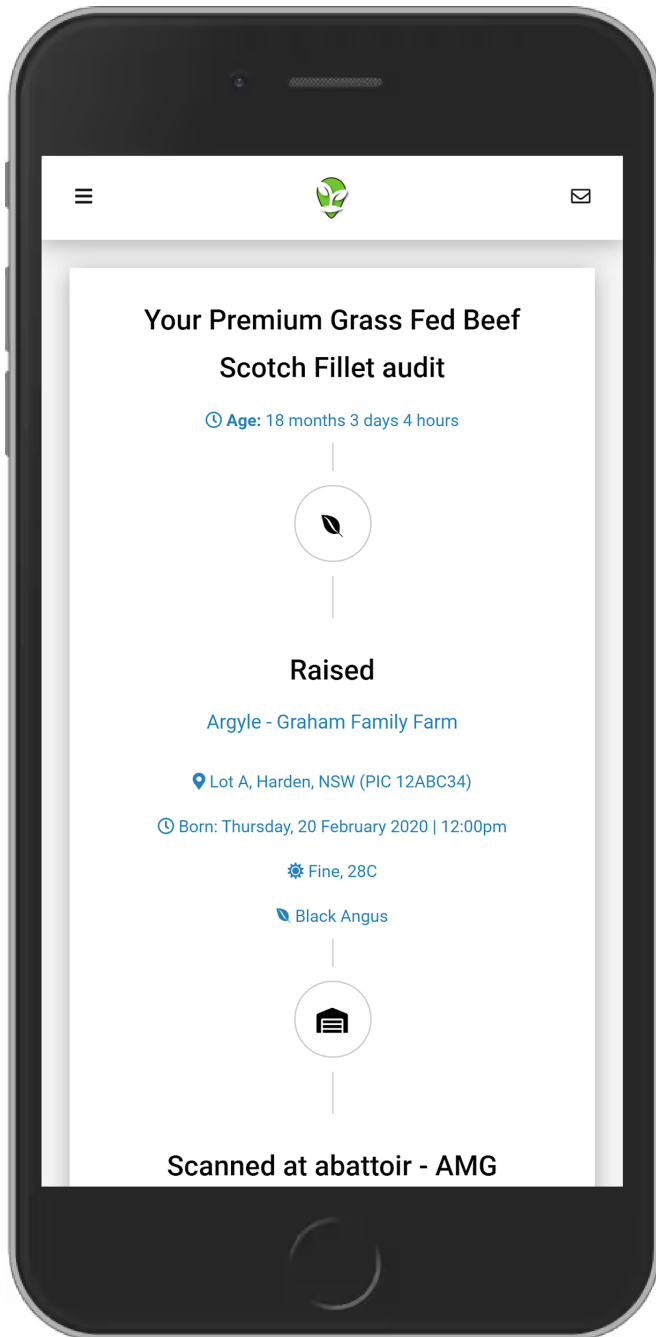 Your Premium Grass Fed Beef
Scotch Fillet audit
Age: 18 months 3 days 4 hours
Raised
Argyle - Graham Family Farm
Lot A, Harden, NSW (PIC 12ABC34)
Born: Thursday, 20 February 2020 | 12:00pm
Fine, 28C
Black Angus
Scanned at abattoir - AMG